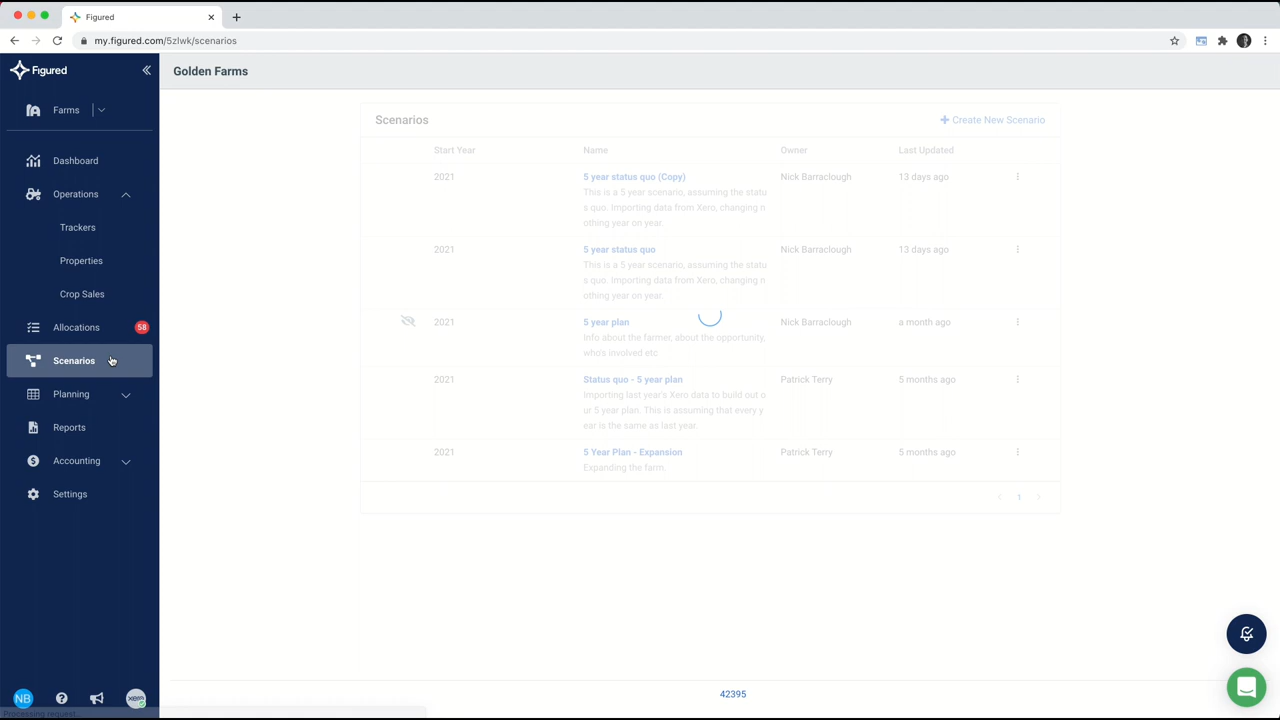 Figured
my.figured.com/5zlwk/scenarios
Figured
Golden Farms
Farms
Dashboard
Operations
Trackers
Properties
Crop Sales
Allocations 58
Scenarios
Planning
Reports
Accounting
Settings
NB
xero
Processing request...
Scenarios
Create New Scenario
Start Year Name Owner Last Updated
2021 5 year status quo (Copy) Nick Barraclough 13 days ago
This is a 5 year scenario, assuming the statu
s quo. Importing data from Xero, changing n
othing year on year.
2021 5 year status quo Nick Barraclough 13 days ago
This is a 5 year scenario, assuming the statu
s quo. Importing data from Xero, changing n
othing year on year.
2021 5 year plan Nick Barraclough a month ago
Info about the farmer, about the opportunity,
who's involved etc
2021 Status quo - 5 year plan Patrick Terry 5 months ago
Importing last year's Xero data to build out o
ur 5 year plan. This is assuming that every y
ear is the same as last year.
2021 5 Year Plan - Expansion Patrick Terry 5 months ago
Expanding the farm.
1
42395